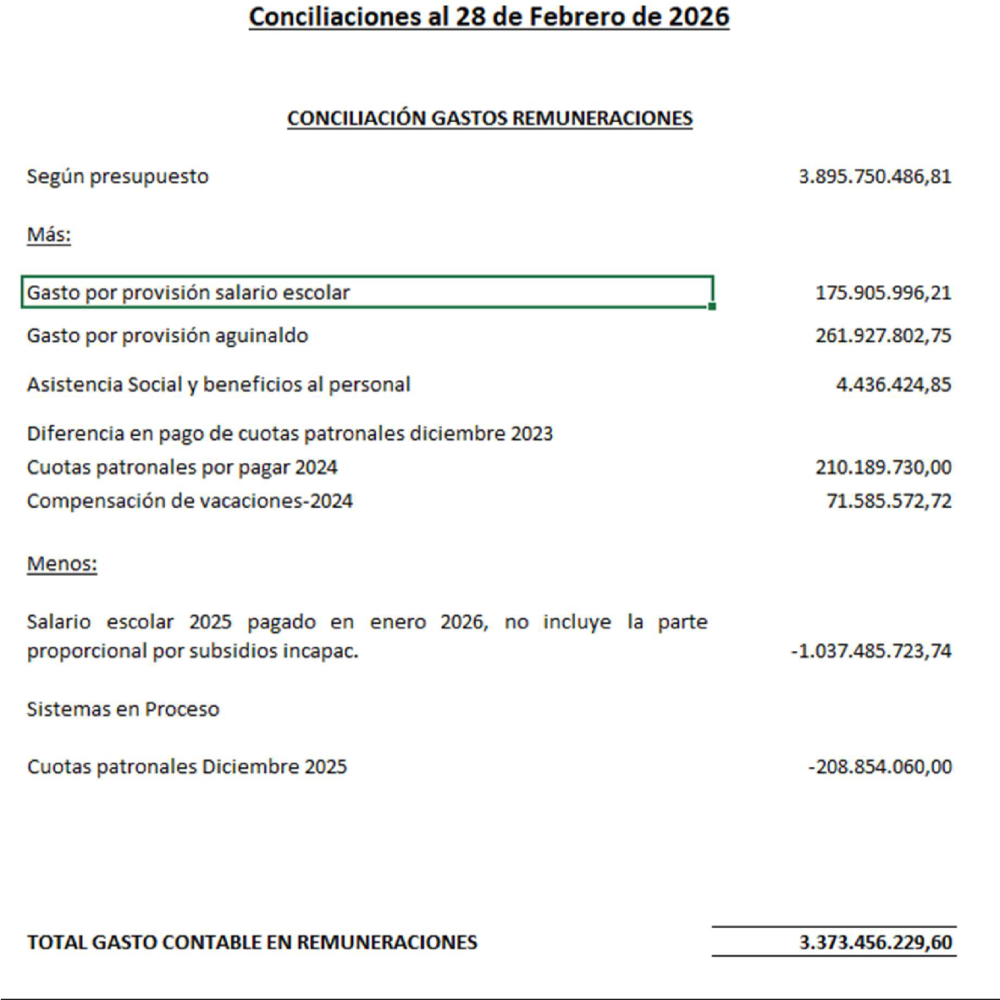 Conciliaciones al 28 de Febrero de 2026
CONCILIACIÓN GASTOS REMUNERACIONES
Según presupuesto 3.895.750.486,81
Más:
Gasto por provisión salario escolar 175.905.996,21
Gasto por provisión aguinaldo 261.927.802,75
Asistencia Social y beneficios al personal 4.436.424,85
Diferencia en pago de cuotas patronales diciembre 2023
Cuotas patronales por pagar 2024 210.189.730,00
Compensación de vacaciones-2024 71.585.572,72
Menos:
Salario escolar 2025 pagado en enero 2026, no incluye la parte
proporcional por subsidios incapac. -1.037.485.723,74
Sistemas en Proceso
Cuotas patronales Diciembre 2025 -208.854.060,00
TOTAL GASTO CONTABLE EN REMUNERACIONES 3.373.456.229,60